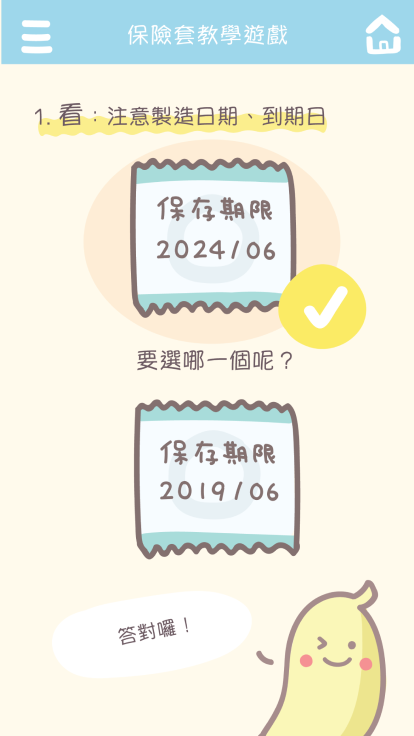 保險套教學遊戲
1. 看：注意製造日期、到期日
保存期限
2024/06
要選哪一個呢？
保存期限
2019/06
答對囉！